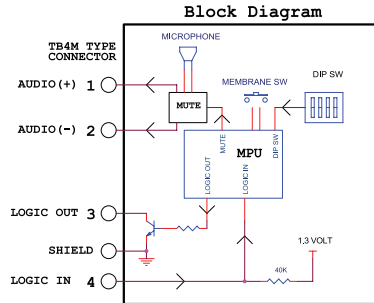 Block Diagram
MICROPHONE
TB4M TYPE
CONNECTOR
AUDIO(+) 1
MEMBRANE SW
DIP SW
MUTE
AUDIO(-) 2
MUTE
DIP SW
MPU
LOGIC OUT
LOGIC IN
LOGIC OUT 3
SHIELD
1,3 VOLT
LOGIC IN 4
40K